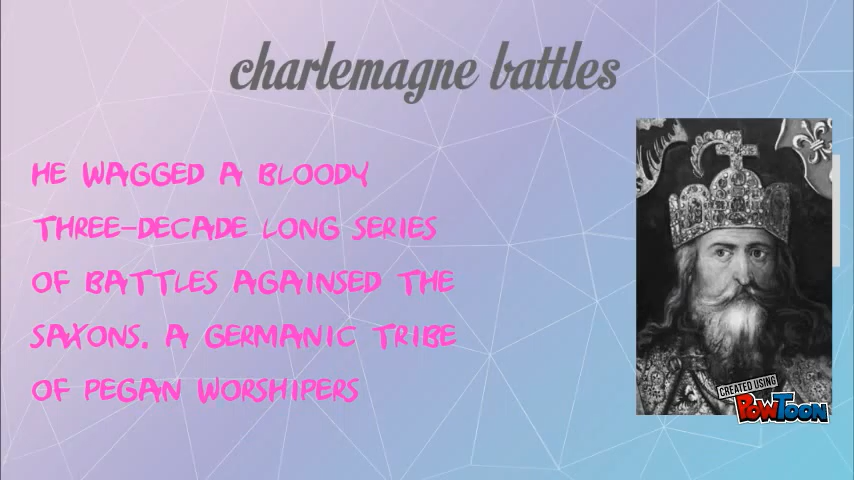 charlemagne battles
HE WAGGED A BLOODY
THREE-DECADE LONG SERIES
OF BATTLES AGAINSED THE
SAXONS. A GERMANIC TRIBE
OF PEGAN WORSHIPERS
CREATED USING
POWTOON